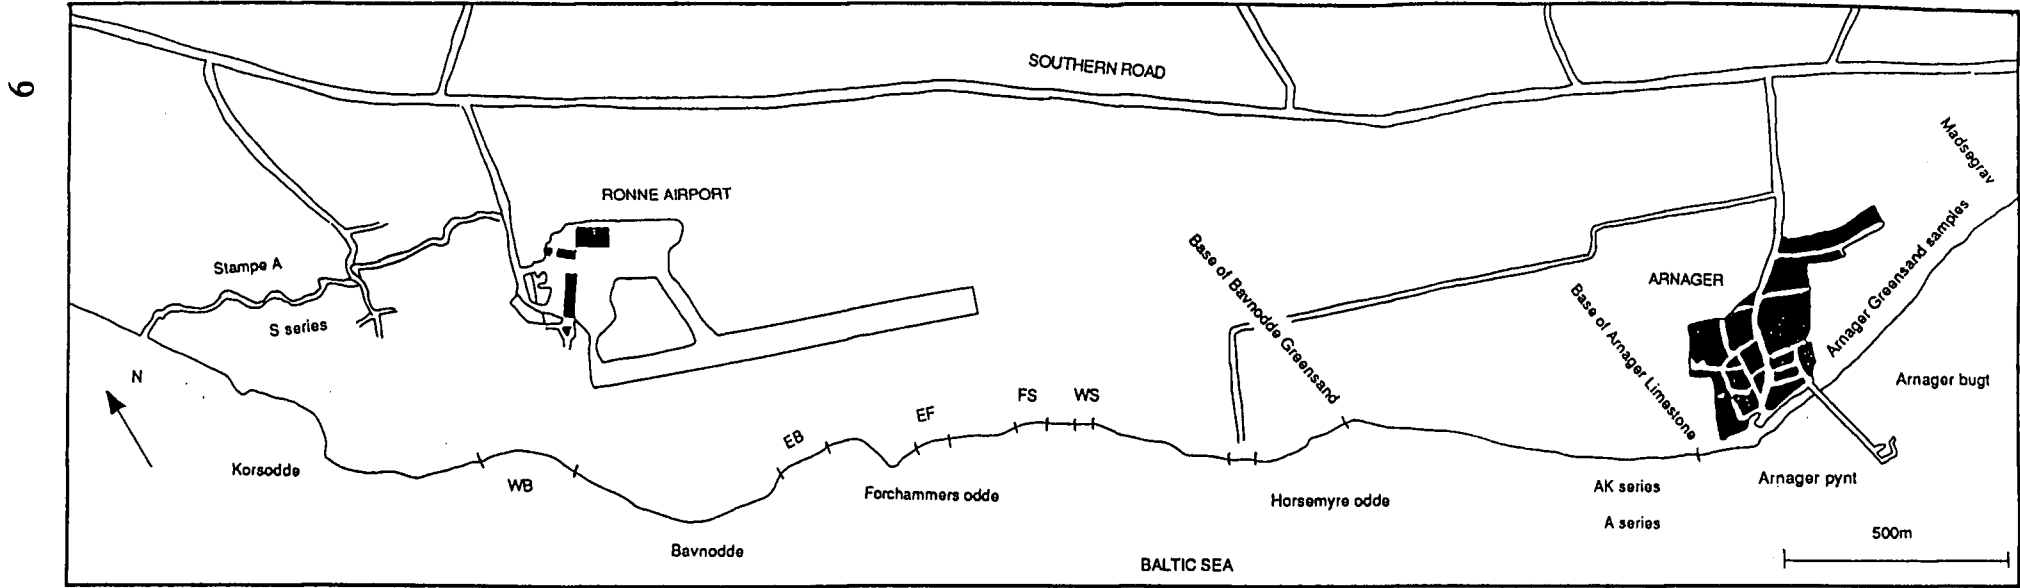 6
SOUTHERN ROAD
Madsegrav
RONNE AIRPORT
Stampe A
S series
N
Base of Bavnodde Greensand
ARNAGER
Base of Arnager Limestone
Arnager Greensand samples
Arnager bugt
Korsodde
WB
EB
EF
FS
WS
Forchammers odde
Horsemyre odde
AK series
A series
Arnager pynt
500m
Bavnodde
BALTIC SEA